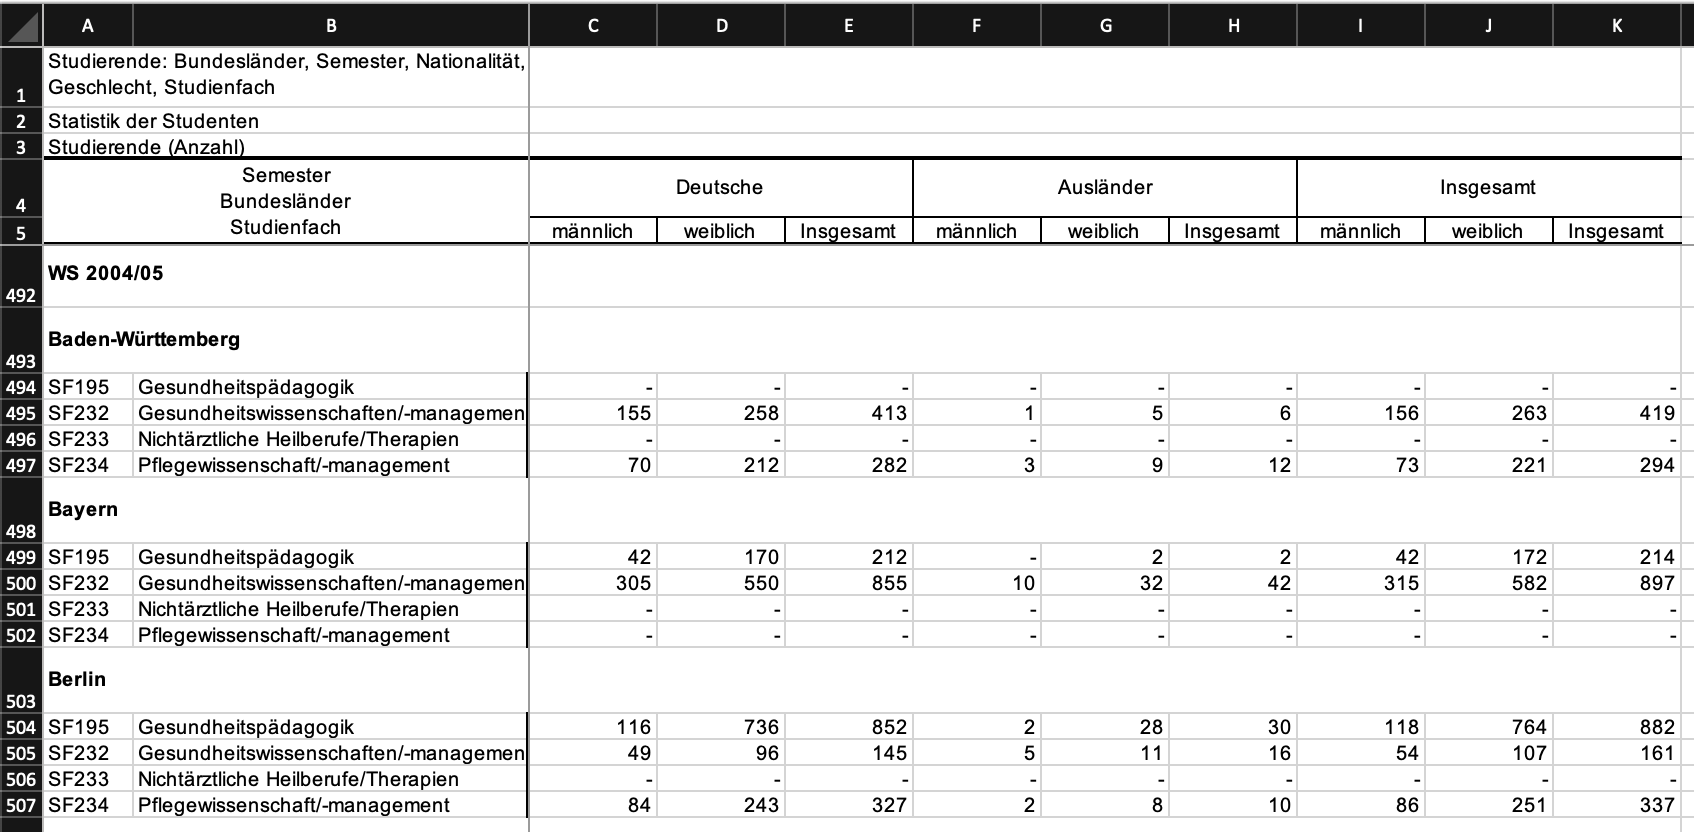 A B C D E F G H I J K
1 Studierende: Bundesländer, Semester, Nationalität,
Geschlecht, Studienfach
2 Statistik der Studenten
3 Studierende (Anzahl)
4 Semester
Bundesländer
Studienfach
Deutsche Ausländer Insgesamt
5 männlich weiblich Insgesamt männlich weiblich Insgesamt männlich weiblich Insgesamt
492 WS 2004/05
493 Baden-Württemberg
494 SF195 Gesundheitspädagogik - - - - - - - - -
495 SF232 Gesundheitswissenschaften/-managemen 155 258 413 1 5 6 156 263 419
496 SF233 Nichtärztliche Heilberufe/Therapien - - - - - - - - -
497 SF234 Pflegewissenschaft/-management 70 212 282 3 9 12 73 221 294
498 Bayern
499 SF195 Gesundheitspädagogik 42 170 212 - 2 2 42 172 214
500 SF232 Gesundheitswissenschaften/-managemen 305 550 855 10 32 42 315 582 897
501 SF233 Nichtärztliche Heilberufe/Therapien - - - - - - - - -
502 SF234 Pflegewissenschaft/-management - - - - - - - - -
503 Berlin
504 SF195 Gesundheitspädagogik 116 736 852 2 28 30 118 764 882
505 SF232 Gesundheitswissenschaften/-managemen 49 96 145 5 11 16 54 107 161
506 SF233 Nichtärztliche Heilberufe/Therapien - - - - - - - - -
507 SF234 Pflegewissenschaft/-management 84 243 327 2 8 10 86 251 337